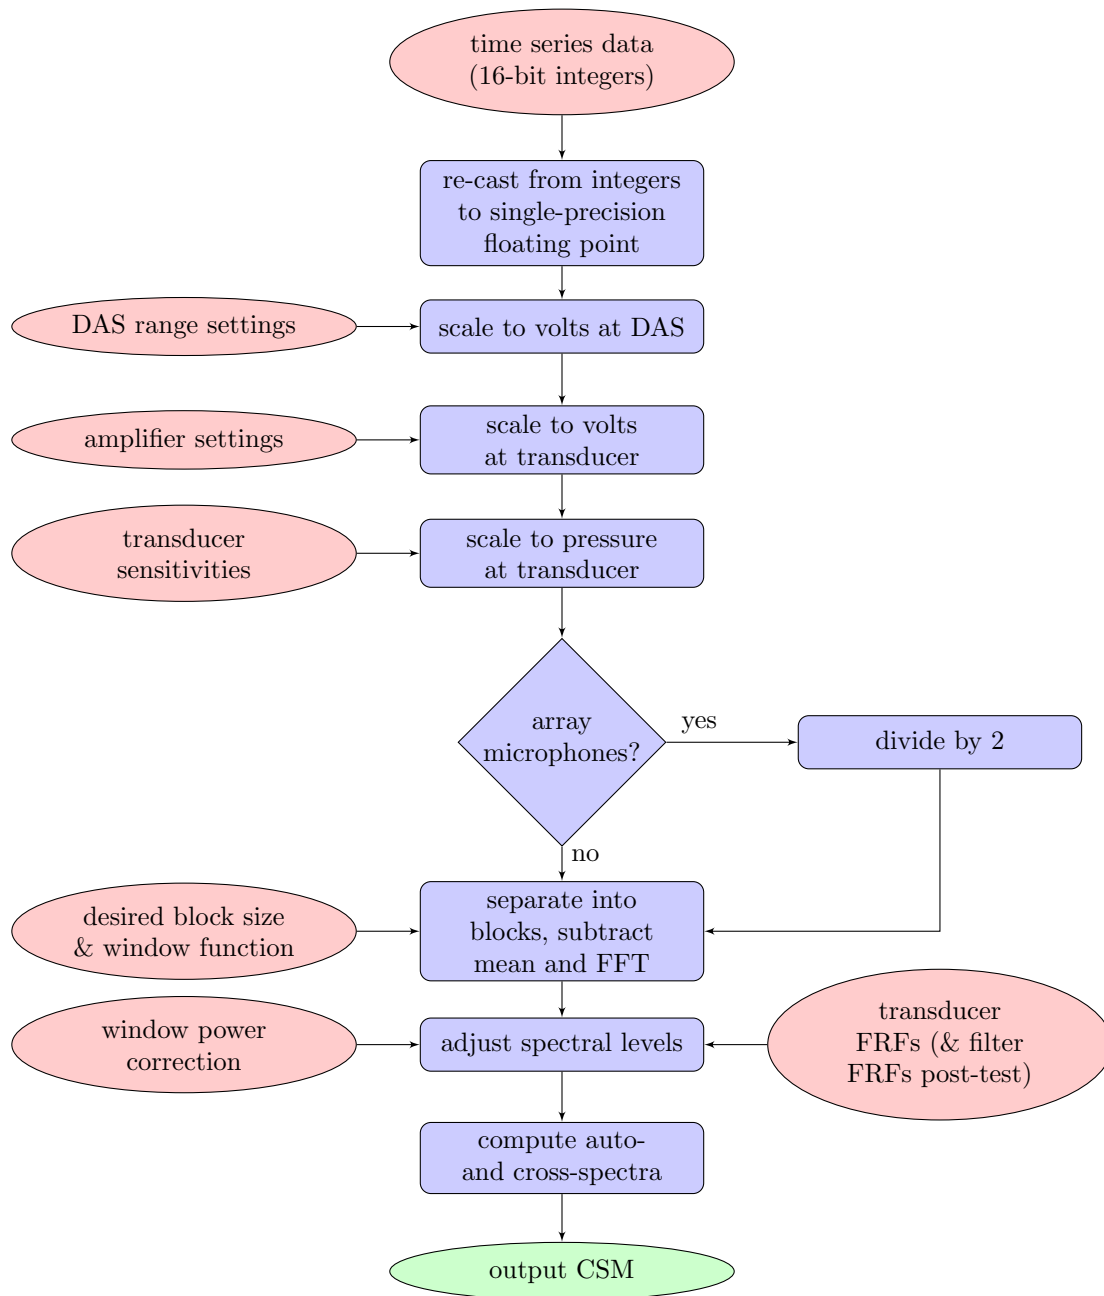 time series data
(16-bit integers)
re-cast from integers
to single-precision
floating point
DAS range settings
scale to volts at DAS
amplifier settings
scale to volts
at transducer
transducer
sensitivities
scale to pressure
at transducer
array
microphones?
yes
divide by 2
no
desired block size
& window function
separate into
blocks, subtract
mean and FFT
window power
correction
adjust spectral levels
transducer
FRFs (& filter
FRFs post-test)
compute auto-
and cross-spectra
output CSM